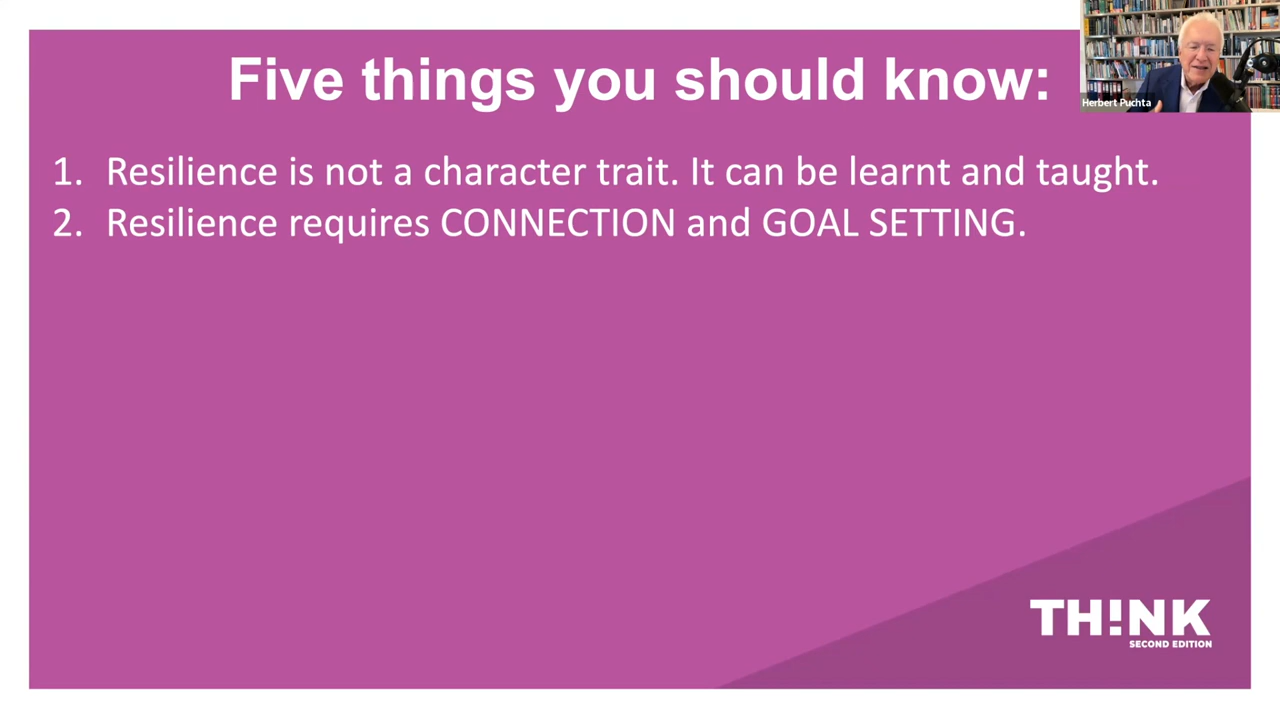 Five things you should know:
Herbert Puchta
1. Resilience is not a character trait. It can be learnt and taught.
2. Resilience requires CONNECTION and GOAL SETTING.
TH!NK
SECOND EDITION